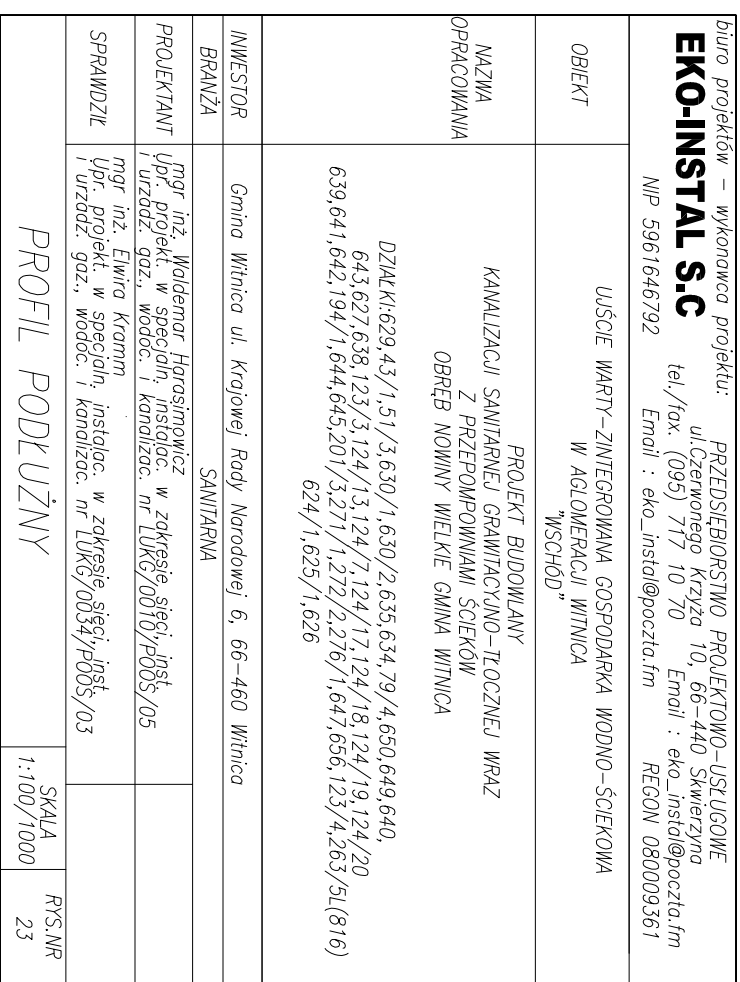 biuro projektów – wykonawca projektu:
EKO-INSTAL S.C
NIP 5961646792
PRZEDSIĘBIORSTWO PROJEKTOWO-USŁUGOWE
ul.Czerwonego Krzyża 10, 66-440 Skwierzyna
tel./fax. (095) 717 10 70 Email : eko_instal@poczta.fm
Email : eko_instal@poczta.fm REGON 080009361
OBIEKT
UJŚCIE WARTY-ZINTEGROWANA GOSPODARKA WODNO-ŚCIEKOWA
W AGLOMERACJI WITNICA
"WSCHÓD"
NAZWA
OPRACOWANIA
PROJEKT BUDOWLANY
KANALIZACJI SANITARNEJ GRAWITACYJNO-TŁOCZNEJ WRAZ
Z PRZEPOMPOWNIAMI ŚCIEKÓW
OBRĘB NOWINY WIELKIE GMINA WITNICA
DZIAŁKI:629,43/1,51/3,630/1,630/2,635,634,79/4,650,649,640,
643,627,638,123/3,124/13,124/7,124/17,124/18,124/19,124/20
639,641,642,194/1,644,645,201/3,271/1,272/2,276/1,647,656,123/4,263/5L(816)
624/1,625/1,626
INWESTOR
Gmina Witnica ul. Krajowej Rady Narodowej 6, 66-460 Witnica
BRANŻA
SANITARNA
PROJEKTANT
mgr inż. Waldemar Harasimowicz
Upr. projekt. w specjaln. instalac. w zakresie sieci, inst.
i urządz. gaz., wodoc. i kanalizac. nr LUKG/0010/POOS/05
SPRAWDZIŁ
mgr inż. Elwira Kramm
Upr. projekt. w specjaln. instalac. w zakresie sieci, inst.
i urządz. gaz., wodoc. i kanalizac. nr LUKG/0034/POOS/03
PROFIL PODŁUŻNY
SKALA
1:100/1000
RYS.NR
23